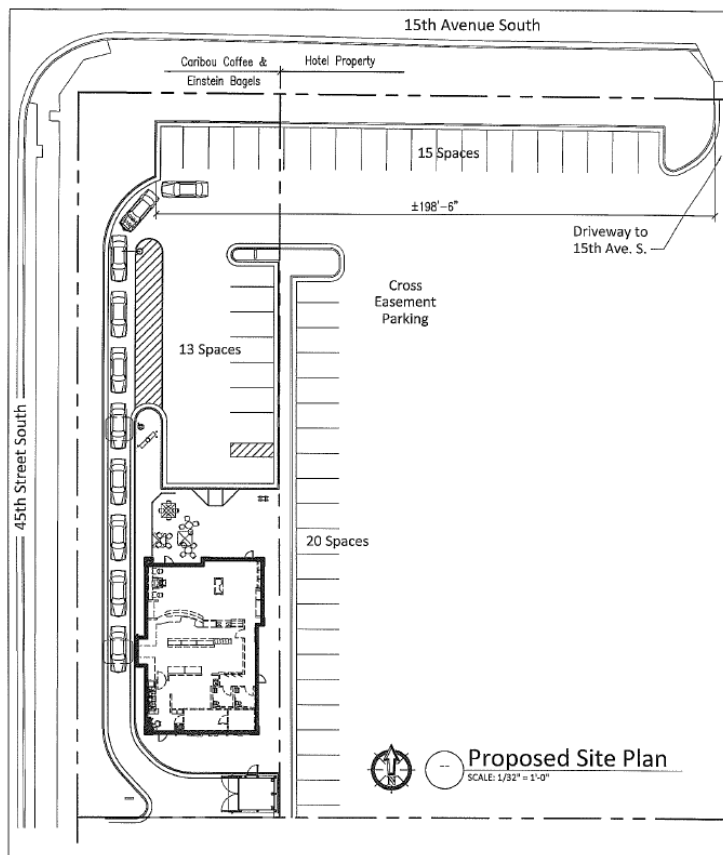 15th Avenue South
Caribou Coffee &
Einstein Bagels
Hotel Property
15 Spaces
±198'-6"
Driveway to
15th Ave. S.
Cross
Easement
Parking
13 Spaces
45th Street South
20 Spaces
N
Proposed Site Plan
SCALE: 1/32" = 1'-0"